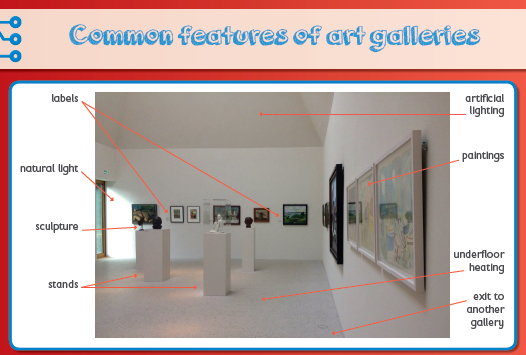 Common features of art galleries
labels
natural light
sculpture
stands
artificial
lighting
paintings
underfloor
heating
exit to
another
gallery